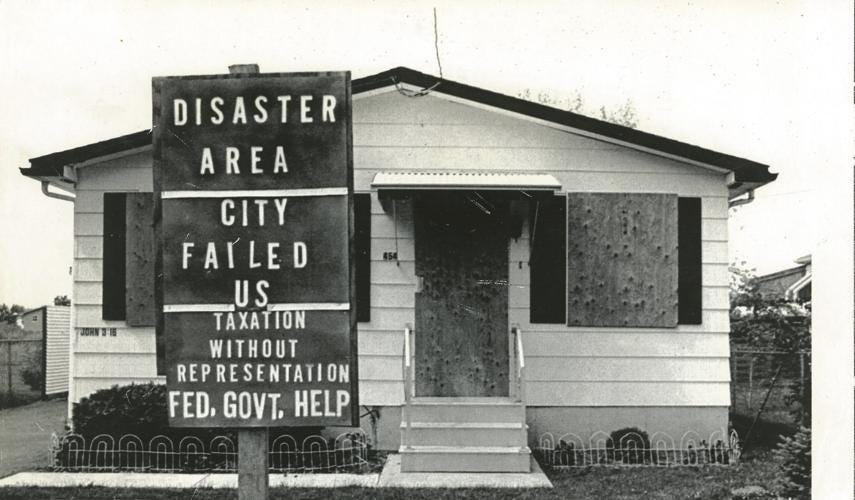 DISASTER
AREA
CITY
FAILED
US
TAXATION
WITHOUT
REPRESENTATION
FED. GOVT. HELP
JOHN 3:16
454